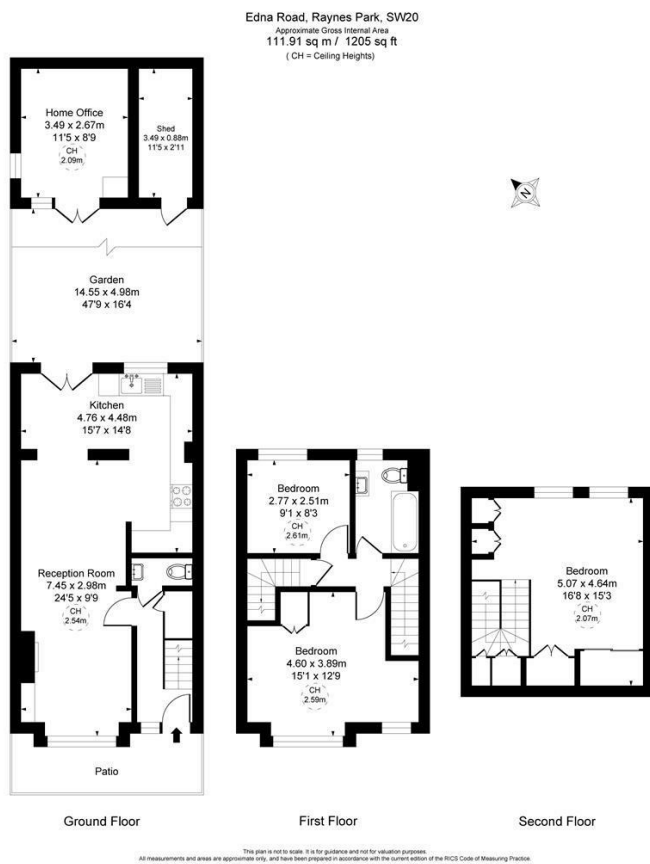 Edna Road, Raynes Park, SW20
Approximate Gross Internal Area
111.91 sq m / 1205 sq ft
( CH = Ceiling Heights)
Home Office
3.49 x 2.67m
11'5 x 8'9
CH
2.09m
Shed
3.49 x 0.88m
11'5 x 2'11
N
Garden
14.55 x 4.98m
47'9 x 16'4
Kitchen
4.76 x 4.48m
15'7 x 14'8
Reception Room
7.45 x 2.98m
24'5 x 9'9
CH
2.54m
Patio
Ground Floor
Bedroom
2.77 x 2.51m
9'1 x 8'3
CH
2.61m
Bedroom
4.60 x 3.89m
15'1 x 12'9
CH
2.59m
First Floor
Bedroom
5.07 x 4.64m
16'8 x 15'3
CH
2.07m
Second Floor
This plan is not to scale. It is for guidance and not for valuation purposes.
All measurements and areas are approximate only, and have been prepared in accordance with the current edition of the RICS Code of Measuring Practice.